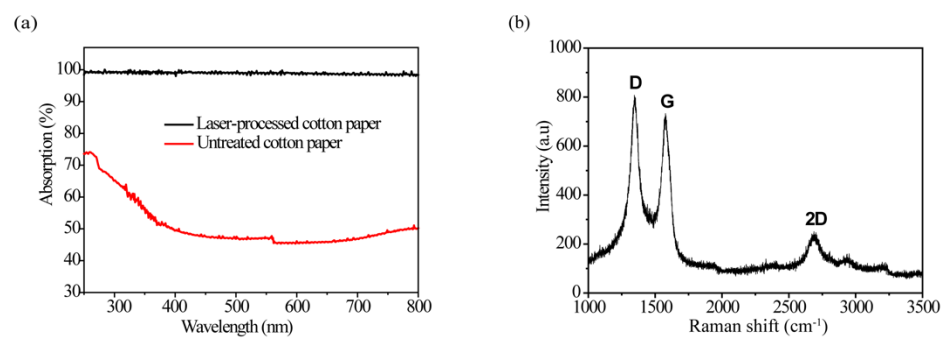 (a)
(b)
100
90
80
70
60
50
40
30
300
400
500
600
700
800
Absorption (%)
Wavelength (nm)
Laser-processed cotton paper
Untreated cotton paper
1000
800
600
400
200
0
1000
1500
2000
2500
3000
3500
Intensity (a.u)
Raman shift (cm⁻¹)
D
G
2D